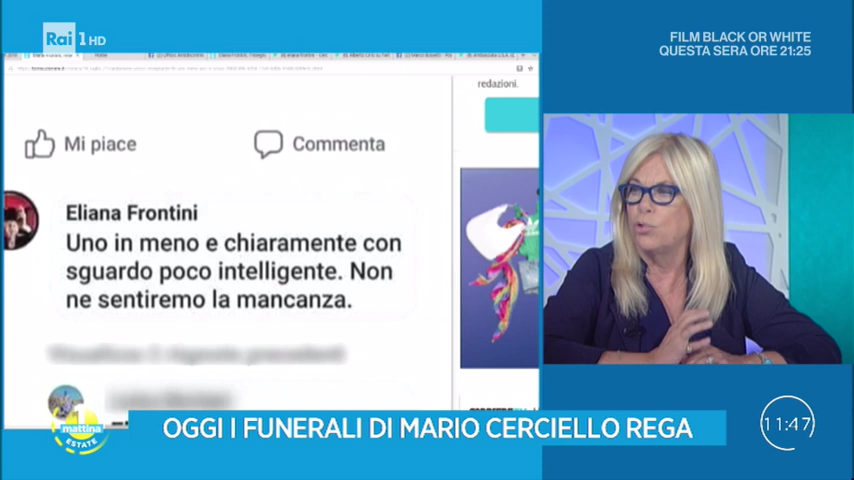 Rai 1 HD
FILM BLACK OR WHITE
QUESTA SERA ORE 21:25
redazioni.
Mi piace
Commenta
Eliana Frontini
Uno in meno e chiaramente con
sguardo poco intelligente. Non
ne sentiremo la mancanza.
1
mattina
ESTATE
OGGI I FUNERALI DI MARIO CERCIELLO REGA
11:47